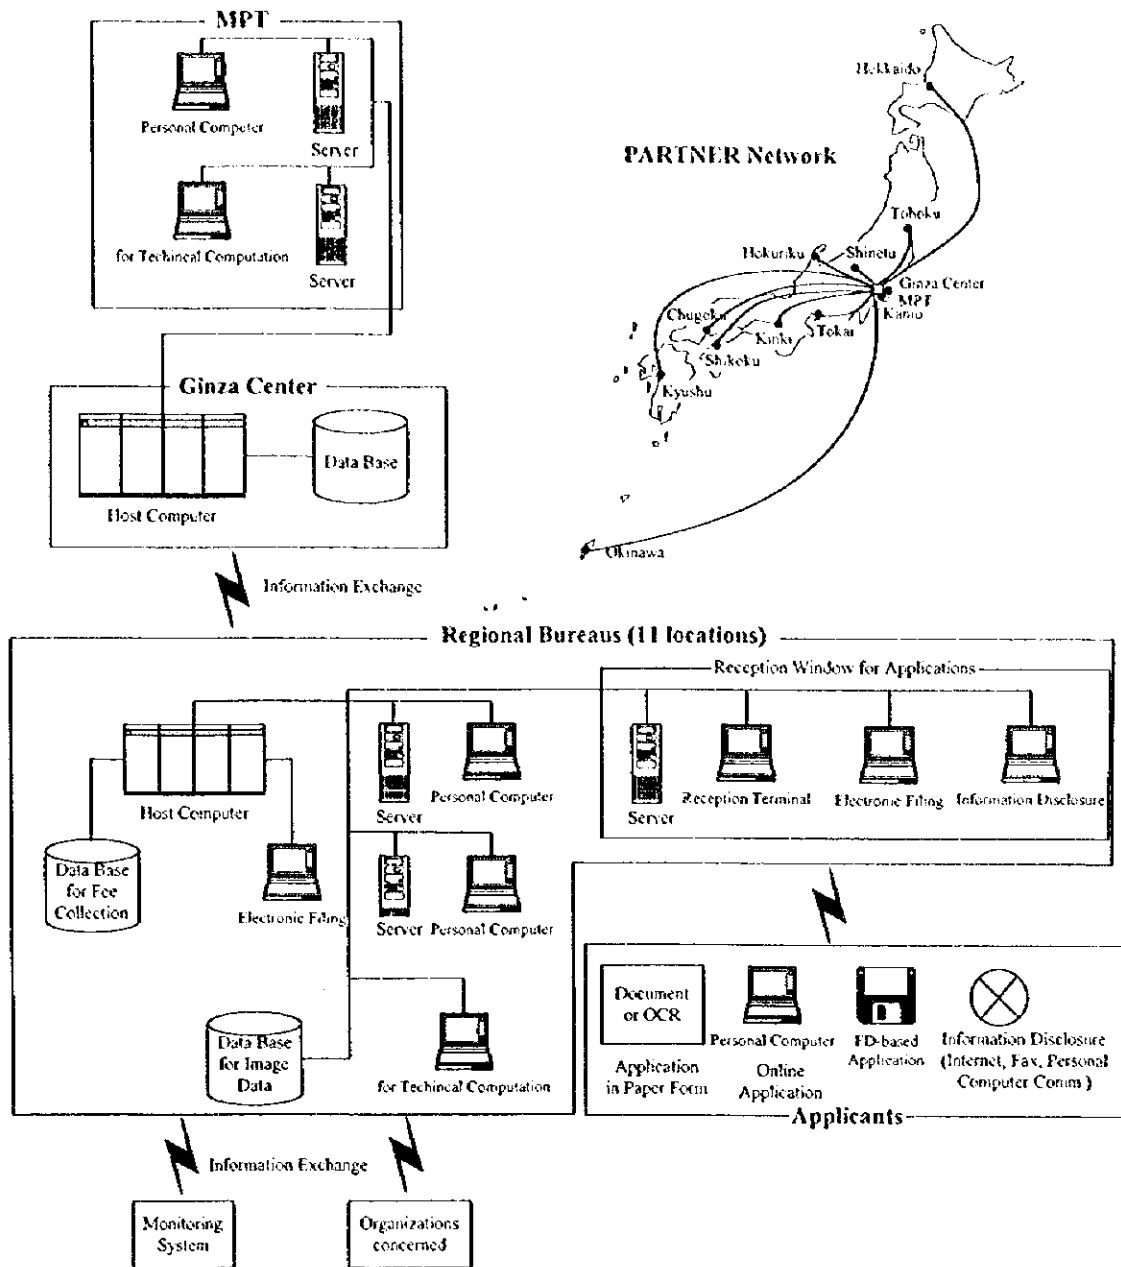 MPT
Personal Computer
Server
for Techincal Computation
Server
PARTNER Network
Hokkaido
Tohoku
Hokuriku
Shinetu
Ginza Center
MPT
Kanto
Chugoku
Kinki
Tokai
Shikoku
Kyushu
Okinawa
Ginza Center
Data Base
Host Computer
Information Exchange
Regional Bureaus (11 locations)
Reception Window for Applications
Host Computer
Server
Personal Computer
Server
Reception Terminal
Electronic Filing
Information Disclosure
Data Base
for Fee
Collection
Electronic Filing
Server
Personal Computer
Data Base
for Image
Data
for Techincal Computation
Document
or OCR
Application
in Paper Form
Personal Computer
Online
Application
FD-based
Application
Information Disclosure
(Internet, Fax, Personal
Computer Comm.)
Applicants
Information Exchange
Monitoring
System
Organizations
concerned